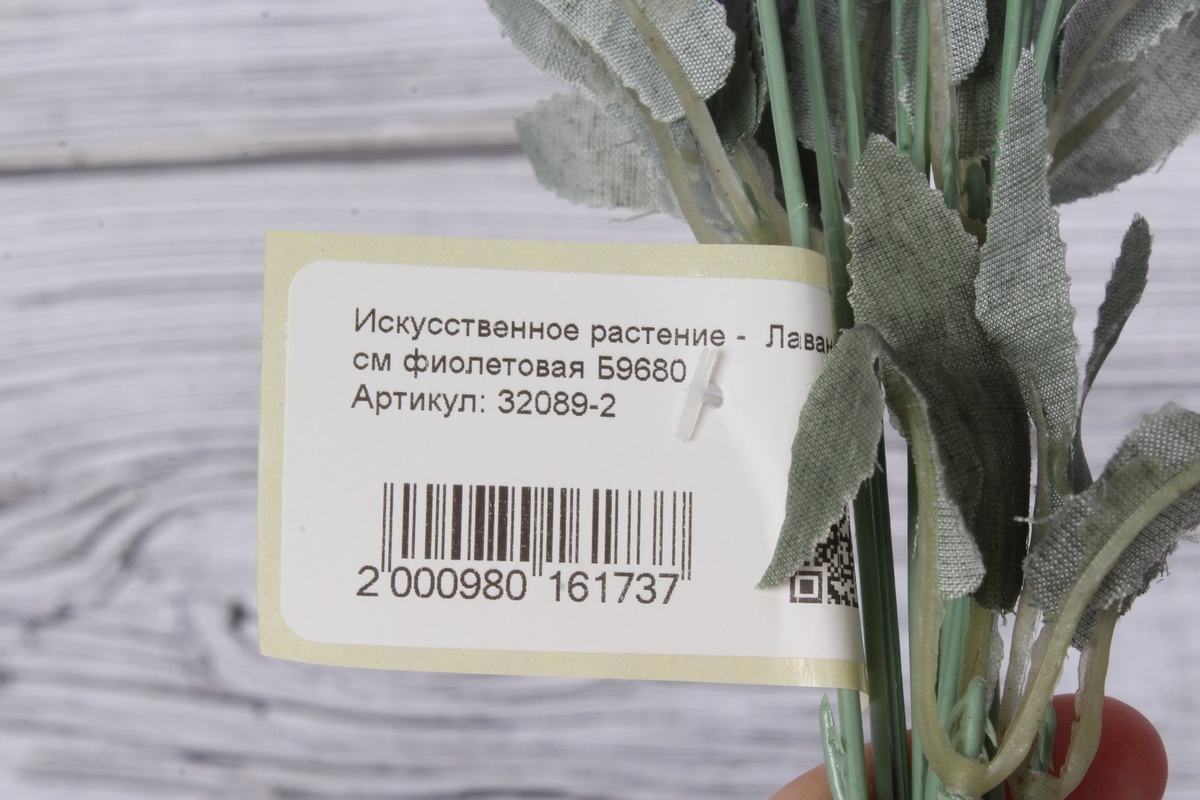 Искусственное растение - Лаван
см фиолетовая Б9680
Артикул: 32089-2
2 000980 161737